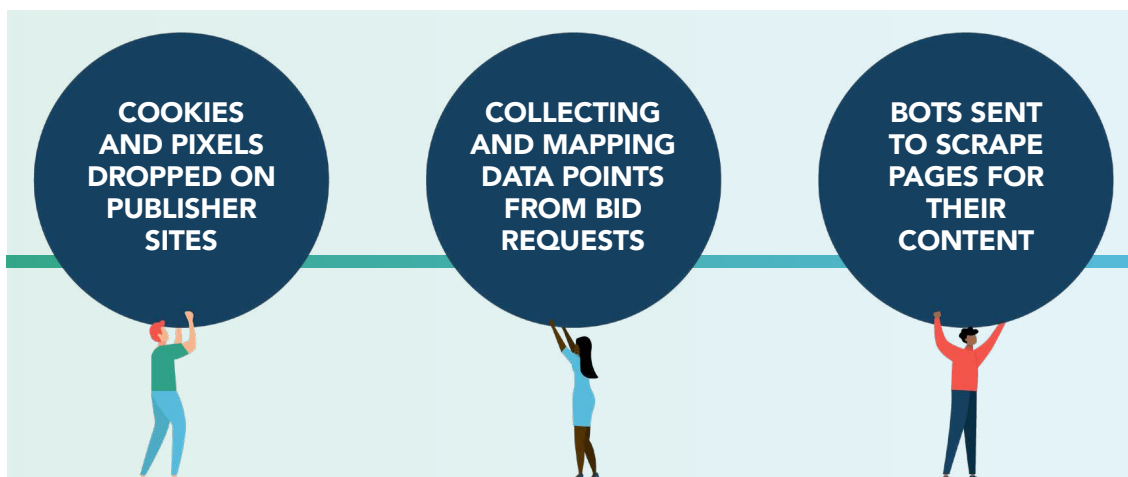 COOKIES
AND PIXELS
DROPPED ON
PUBLISHER
SITES
COLLECTING
AND MAPPING
DATA POINTS
FROM BID
REQUESTS
BOTS SENT
TO SCRAPE
PAGES FOR
THEIR
CONTENT